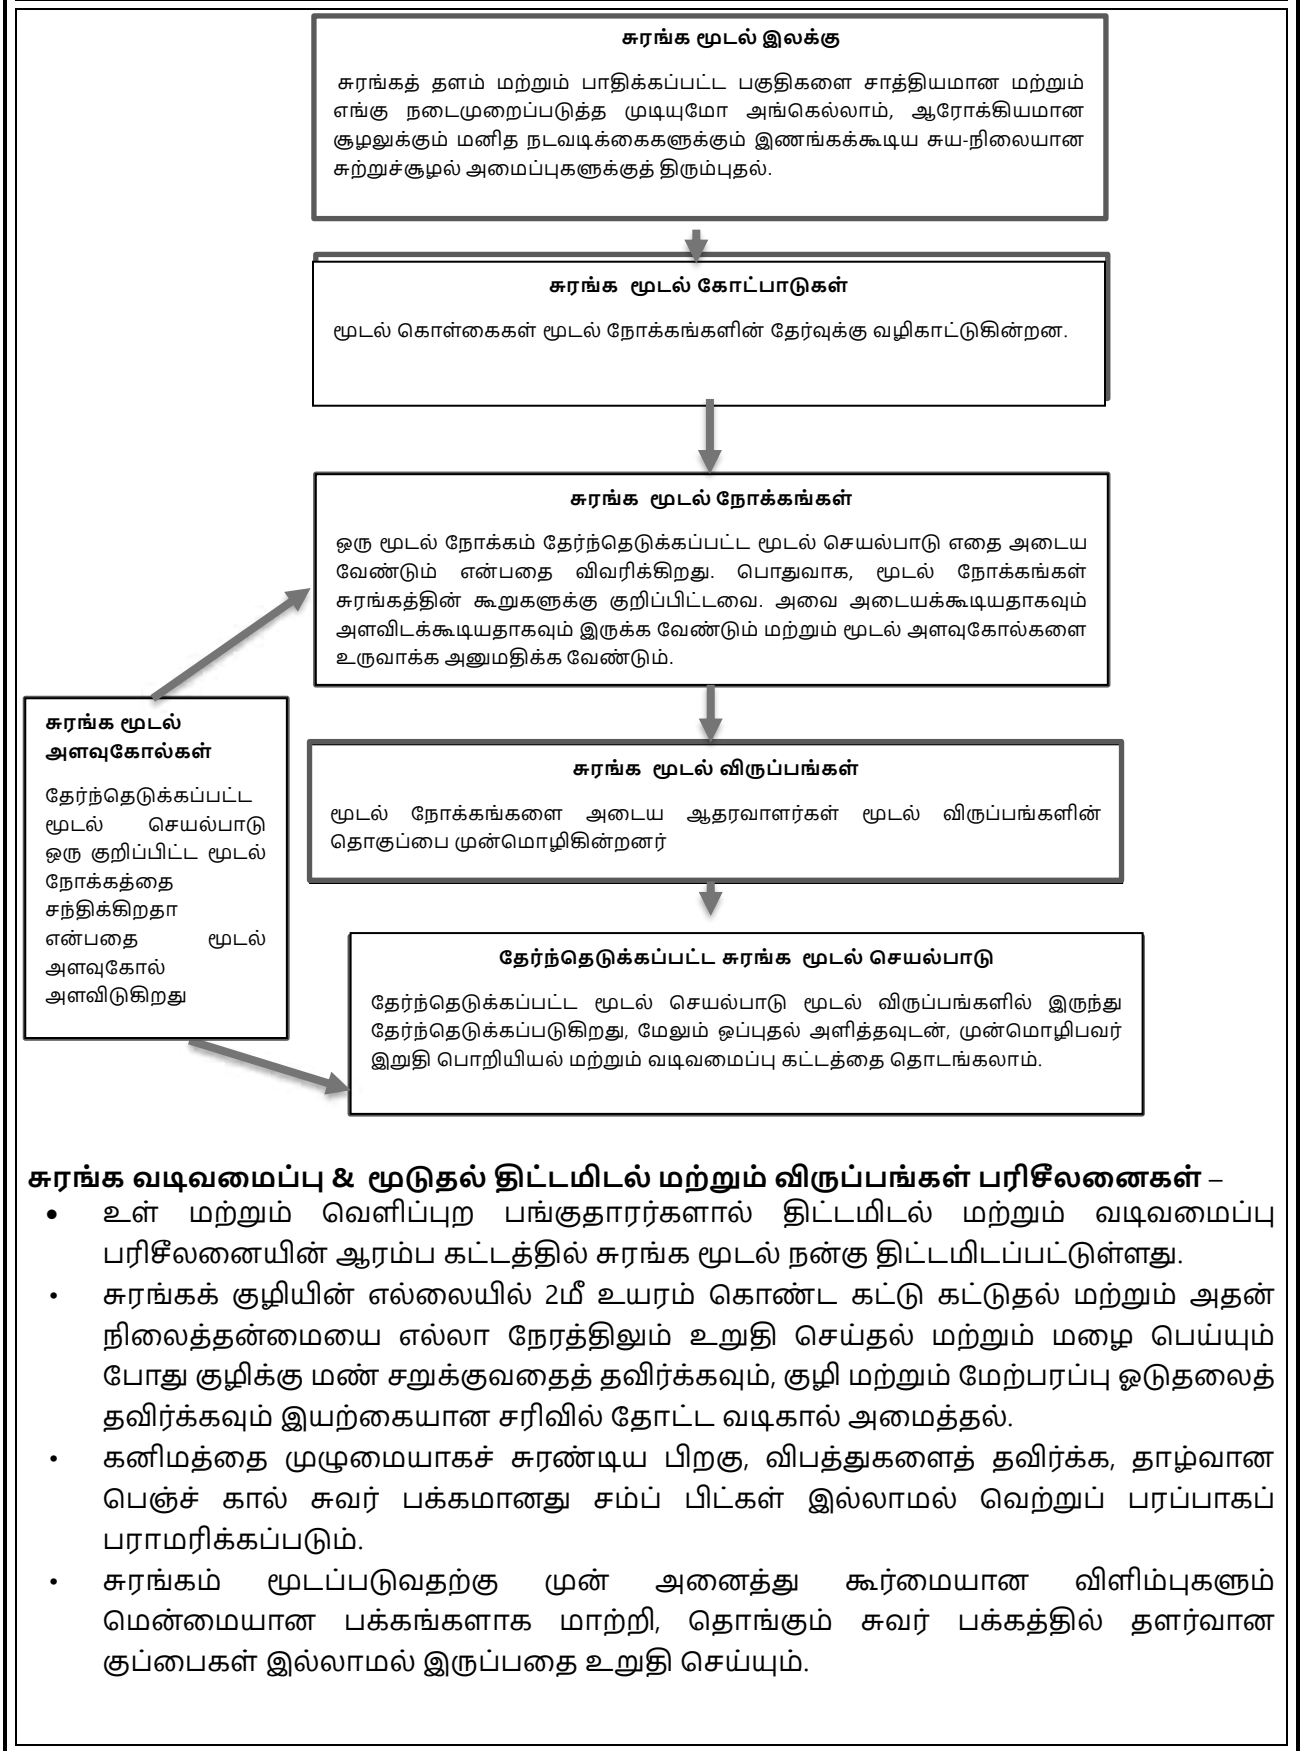 சுரங்க மூடல் இலக்கு
சுரங்கத் தளம் மற்றும் பாதிக்கப்பட்ட பகுதிகளை சாத்தியமான மற்றும்
எங்கு நடைமுறைப்படுத்த முடியுமோ அங்கெல்லாம், ஆரோக்கியமான
சூழலுக்கும் மனித நடவடிக்கைகளுக்கும் இணங்கக்கூடிய சுய-நிலையான
சுற்றுச்சூழல் அமைப்புகளுக்குத் திரும்புதல்.
சுரங்க மூடல் கோட்பாடுகள்
மூடல் கொள்கைகள் மூடல் நோக்கங்களின் தேர்வுக்கு வழிகாட்டுகின்றன.
சுரங்க மூடல் நோக்கங்கள்
ஒரு மூடல் நோக்கம் தேர்ந்தெடுக்கப்பட்ட மூடல் செயல்பாடு எதை அடைய
வேண்டும் என்பதை விவரிக்கிறது. பொதுவாக, மூடல் நோக்கங்கள்
சுரங்கத்தின் கூறுகளுக்கு குறிப்பிட்டவை. அவை அடையக்கூடியதாகவும்
அளவிடக்கூடியதாகவும் இருக்க வேண்டும் மற்றும் மூடல் அளவுகோல்களை
உருவாக்க அனுமதிக்க வேண்டும்.
சுரங்க மூடல்
அளவுகோல்கள்
தேர்ந்தெடுக்கப்பட்ட
மூடல் செயல்பாடு
ஒரு குறிப்பிட்ட மூடல்
நோக்கத்தை
சந்திக்கிறதா
என்பதை மூடல்
அளவுகோல்
அளவிடுகிறது
சுரங்க மூடல் விருப்பங்கள்
மூடல் நோக்கங்களை அடைய ஆதரவாளர்கள் மூடல் விருப்பங்களின்
தொகுப்பை முன்மொழிகின்றனர்
தேர்ந்தெடுக்கப்பட்ட சுரங்க மூடல் செயல்பாடு
தேர்ந்தெடுக்கப்பட்ட மூடல் செயல்பாடு மூடல் விருப்பங்களில் இருந்து
தேர்ந்தெடுக்கப்படுகிறது, மேலும் ஒப்புதல் அளித்தவுடன், முன்மொழிபவர்
இறுதி பொறியியல் மற்றும் வடிவமைப்பு கட்டத்தை தொடங்கலாம்.
சுரங்க வடிவமைப்பு & மூடுதல் திட்டமிடல் மற்றும் விருப்பங்கள் பரிசீலனைகள் –
• உள் மற்றும் வெளிப்புற பங்குதாரர்களால் திட்டமிடல் மற்றும் வடிவமைப்பு
பரிசீலனையின் ஆரம்ப கட்டத்தில் சுரங்க மூடல் நன்கு திட்டமிடப்பட்டுள்ளது.
• சுரங்கக் குழியின் எல்லையில் 2மீ உயரம் கொண்ட கட்டு கட்டுதல் மற்றும் அதன்
நிலைத்தன்மையை எல்லா நேரத்திலும் உறுதி செய்தல் மற்றும் மழை பெய்யும்
போது குழிக்கு மண் சறுக்குவதைத் தவிர்க்கவும், குழி மற்றும் மேற்பரப்பு ஓடுதலைத்
தவிர்க்கவும் இயற்கையான சரிவில் தோட்ட வடிகால் அமைத்தல்.
• கனிமத்தை முழுமையாகச் சுரண்டிய பிறகு, விபத்துகளைத் தவிர்க்க, தாழ்வான
பெஞ்ச் கால் சுவர் பக்கமானது சம்ப் பிட்கள் இல்லாமல் வெற்றுப் பரப்பாகப்
பராமரிக்கப்படும்.
• சுரங்கம் மூடப்படுவதற்கு முன் அனைத்து கூர்மையான விளிம்புகளும்
மென்மையான பக்கங்களாக மாற்றி, தொங்கும் சுவர் பக்கத்தில் தளர்வான
குப்பைகள் இல்லாமல் இருப்பதை உறுதி செய்யும்.